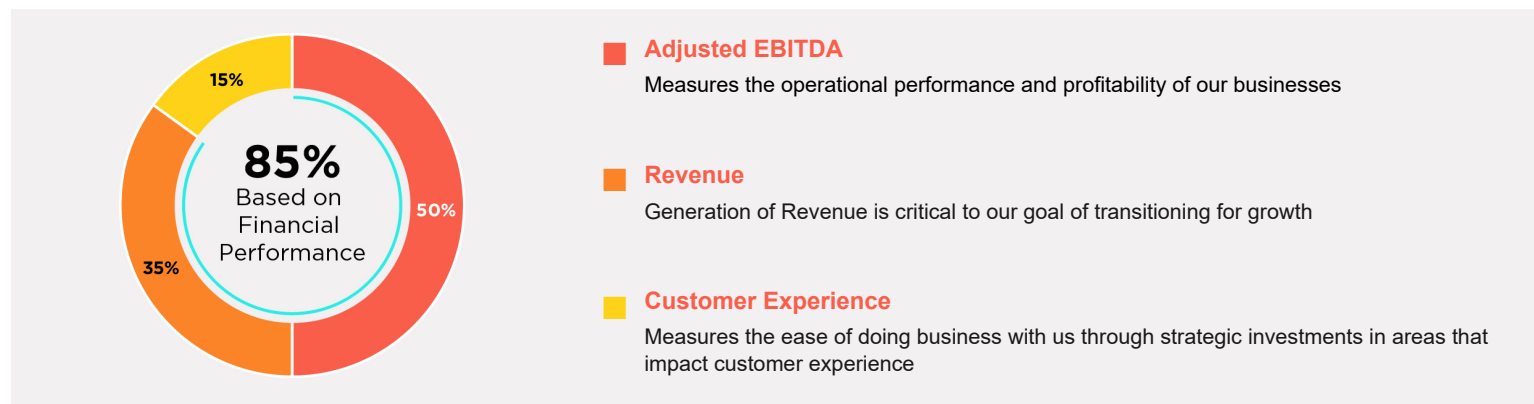 15%
85%
Based on
Financial
Performance
50%
35%
Adjusted EBITDA
Measures the operational performance and profitability of our businesses
Revenue
Generation of Revenue is critical to our goal of transitioning for growth
Customer Experience
Measures the ease of doing business with us through strategic investments in areas that
impact customer experience